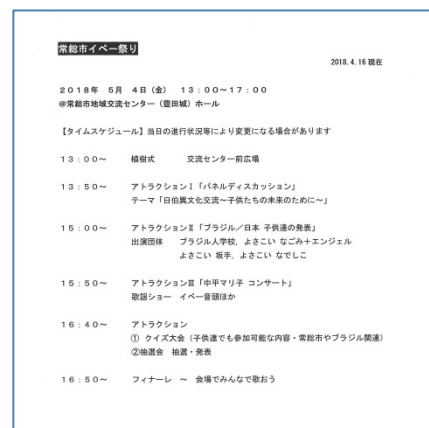 常総市イペー祭り
2018.4.16 現在
2018年 5月 4日(金) 13:00~17:00
@常総市地域交流センター(豊田城)ホール
【タイムスケジュール】当日の進行状況等により変更になる場合があります
13:00~ 植樹式 交流センター前広場
13:50~ アトラクションⅠ「パネルディスカッション」
テーマ「日伯異文化交流~子供たちの未来のために~」
15:00~ アトラクションⅡ「ブラジル/日本 子供達の発表」
出演団体 ブラジル人学校、よさこい なごみ+エンジェル
よさこい 坂手、よさこい なでしこ
15:50~ アトラクションⅢ「中平マリ子 コンサート」
歌謡ショー イペー音頭ほか
16:40~ アトラクション
① クイズ大会(子供達でも参加可能な内容・常総市やブラジル関連)
②抽選会 抽選・発表
16:50~ フィナーレ ~ 会場でみんなで歌おう